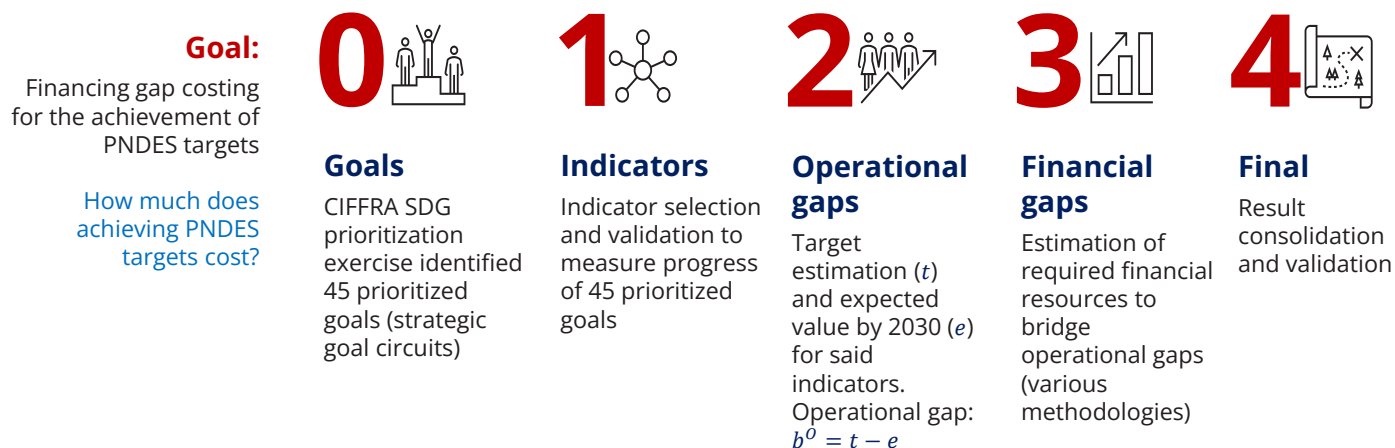 Goal:
Financing gap costing
for the achievement of
PNDES targets
How much does
achieving PNDES
targets cost?
0
Goals
CIFFRA SDG
prioritization
exercise identified
45 prioritized
goals (strategic
goal circuits)
1
Indicators
Indicator selection
and validation to
measure progress
of 45 prioritized
goals
2
Operational
gaps
Target
estimation (t)
and expected
value by 2030 (e)
for said
indicators.
Operational gap:
b^O = t − e
3
Financial
gaps
Estimation of
required financial
resources to
bridge
operational gaps
(various
methodologies)
4
Final
Result
consolidation
and validation